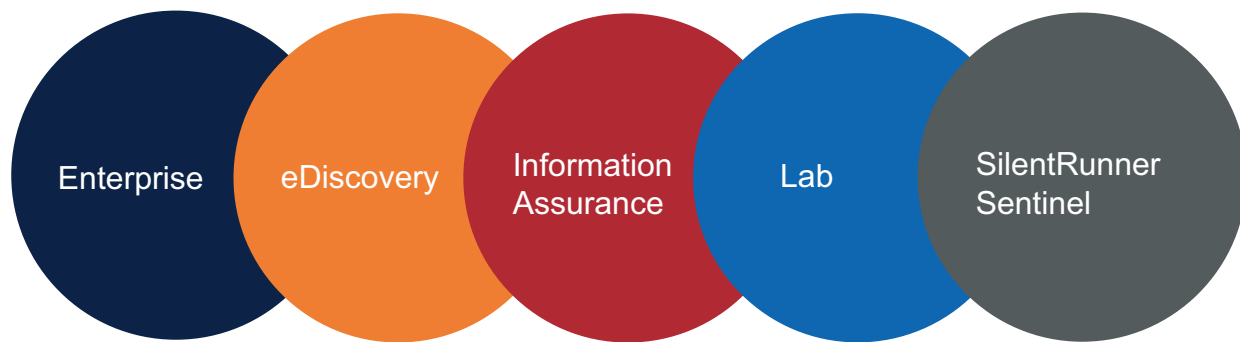 Enterprise
eDiscovery
Information
Assurance
Lab
SilentRunner
Sentinel